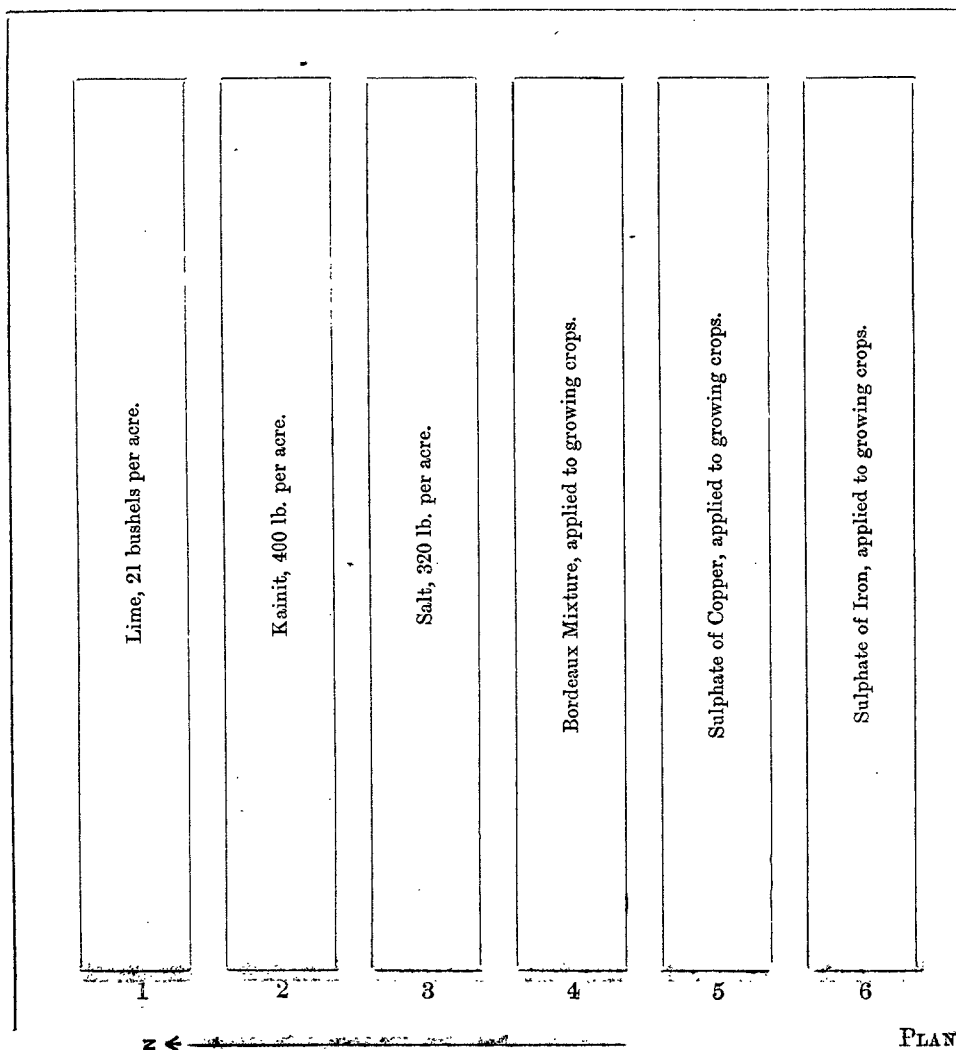 Lime, 21 bushels per acre.
Kainit, 400 lb. per acre.
Salt, 320 lb. per acre.
Bordeaux Mixture, applied to growing crops.
Sulphate of Copper, applied to growing crops.
Sulphate of Iron, applied to growing crops.
1 2 3 4 5 6
N
PLAN